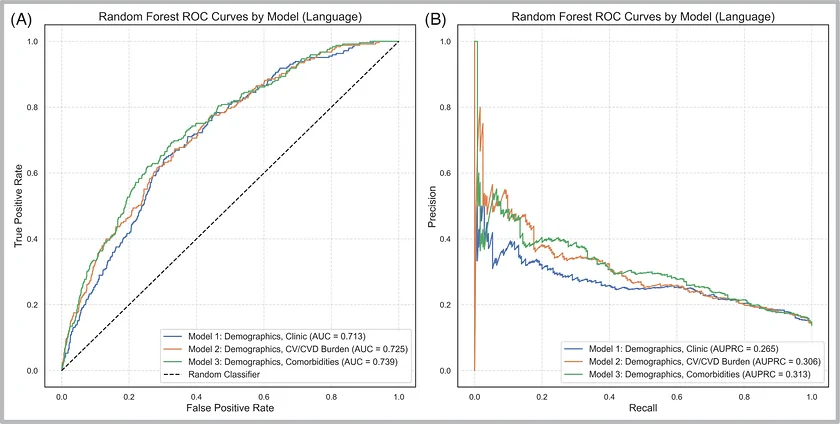 (A)
Random Forest ROC Curves by Model (Language)
True Positive Rate
1.0
0.8
0.6
0.4
0.2
0.0
0.0 0.2 0.4 0.6 0.8 1.0
False Positive Rate
Model 1: Demographics, Clinic (AUC = 0.713)
Model 2: Demographics, CV/CVD Burden (AUC = 0.725)
Model 3: Demographics, Comorbidities (AUC = 0.739)
Random Classifier
(B)
Random Forest ROC Curves by Model (Language)
Precision
1.0
0.8
0.6
0.4
0.2
0.0
0.0 0.2 0.4 0.6 0.8 1.0
Recall
Model 1: Demographics, Clinic (AUPRC = 0.265)
Model 2: Demographics, CV/CVD Burden (AUPRC = 0.306)
Model 3: Demographics, Comorbidities (AUPRC = 0.313)